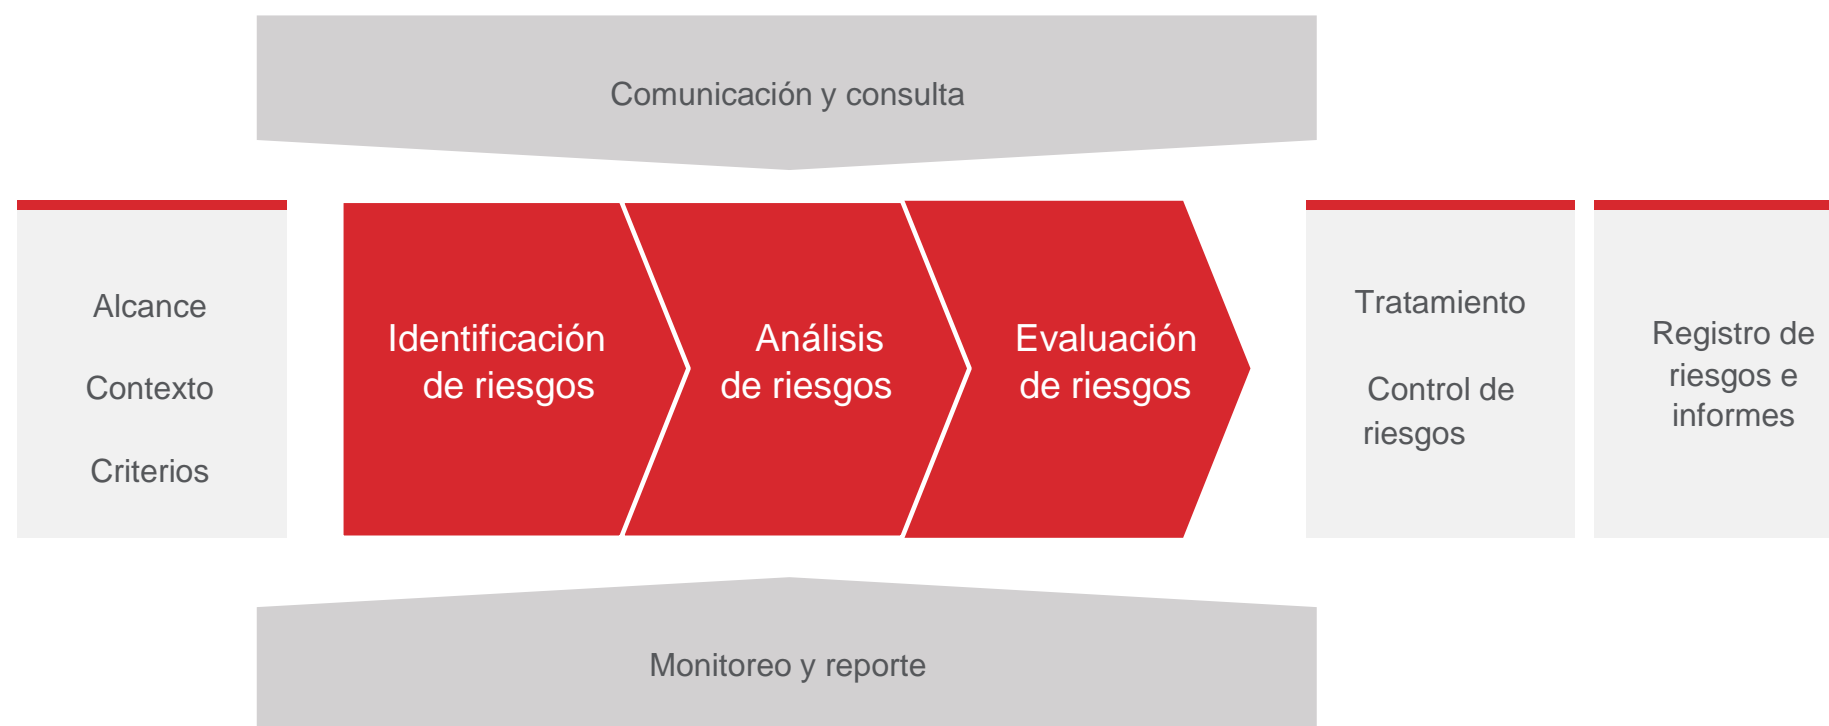 Comunicación y consulta
Alcance
Contexto
Criterios
Identificación
de riesgos
Análisis
de riesgos
Evaluación
de riesgos
Tratamiento
Control de
riesgos
Registro de
riesgos e
informes
Monitoreo y reporte